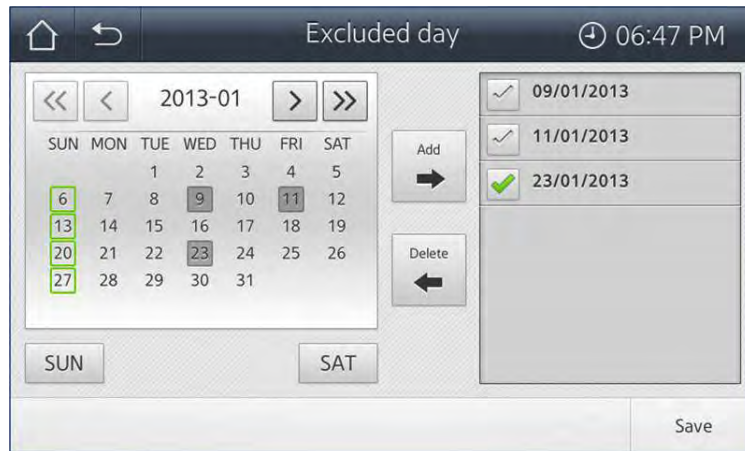 Excluded day
06:47 PM
<< < 2013-01 > >>
SUN MON TUE WED THU FRI SAT
1 2 3 4 5
6 7 8 9 10 11 12
13 14 15 16 17 18 19
20 21 22 23 24 25 26
27 28 29 30 31
SUN
SAT
Add
Delete
09/01/2013
11/01/2013
23/01/2013
Save